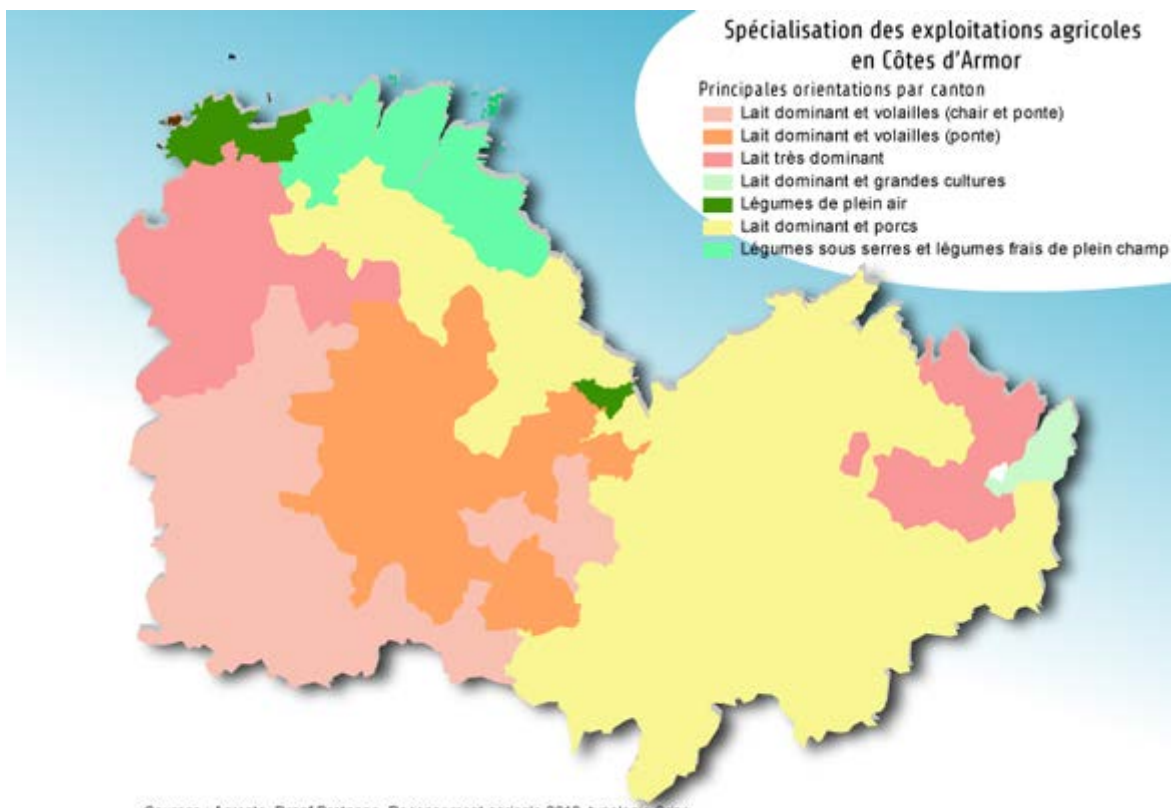 Spécialisation des exploitations agricoles
en Côtes d'Armor
Principales orientations par canton
Lait dominant et volailles (chair et ponte)
Lait dominant et volailles (ponte)
Lait très dominant
Lait dominant et grandes cultures
Légumes de plein air
Lait dominant et porcs
Légumes sous serres et légumes frais de plein champ